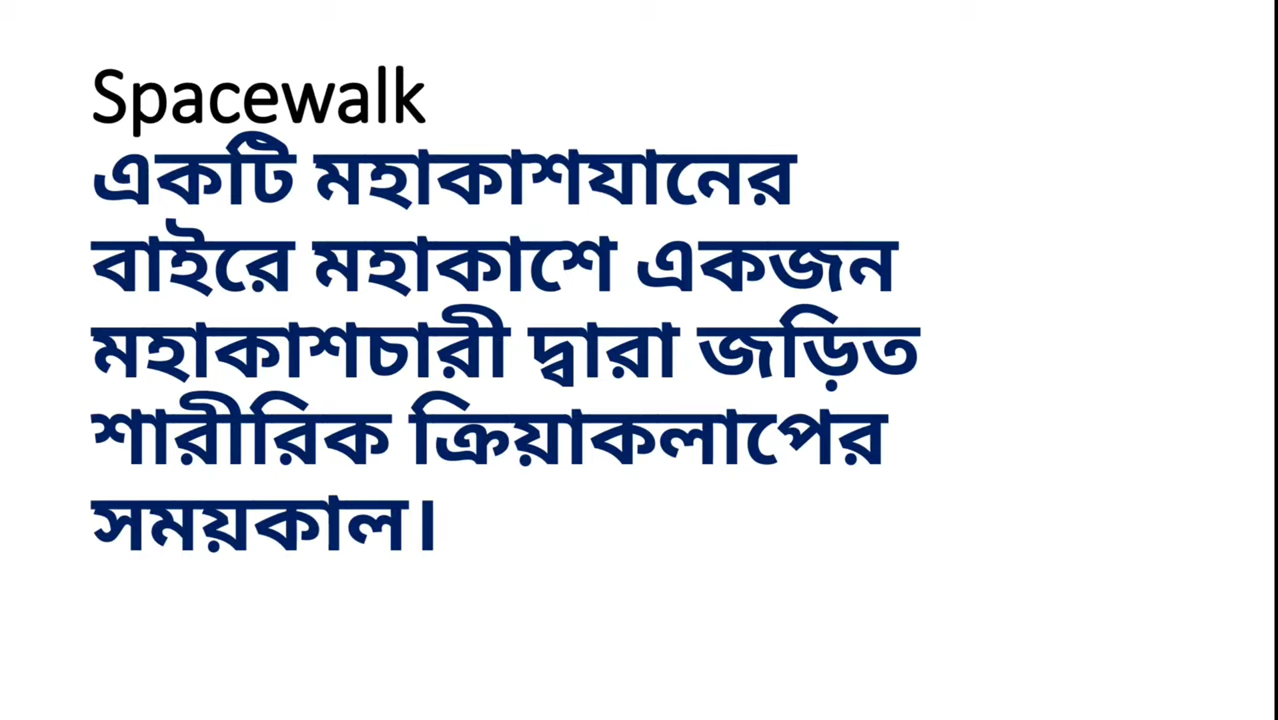 Spacewalk
একটি মহাকাশযানের
বাইরে মহাকাশে একজন
মহাকাশচারী দ্বারা জড়িত
শারীরিক ক্রিয়াকলাপের
সময়কাল।